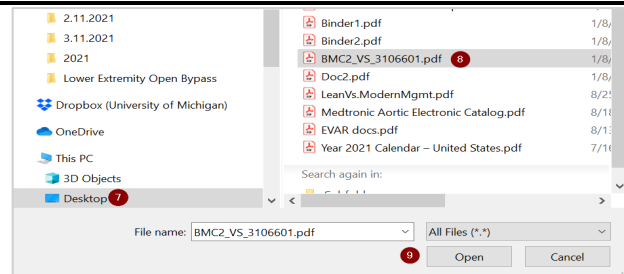 2.11.2021
3.11.2021
2021
Lower Extremity Open Bypass
Dropbox (University of Michigan)
OneDrive
This PC
3D Objects
Desktop 7
Binder1.pdf 1/8/
Binder2.pdf 1/8/
BMC2_VS_3106601.pdf 8 1/8/
Doc2.pdf 1/8/
LeanVs.ModernMgmt.pdf 8/25
Medtronic Aortic Electronic Catalog.pdf 8/18
EVAR docs.pdf 8/13
Year 2021 Calendar – United States.pdf 7/16
Search again in:
File name: BMC2_VS_3106601.pdf All Files (*.*)
9 Open Cancel